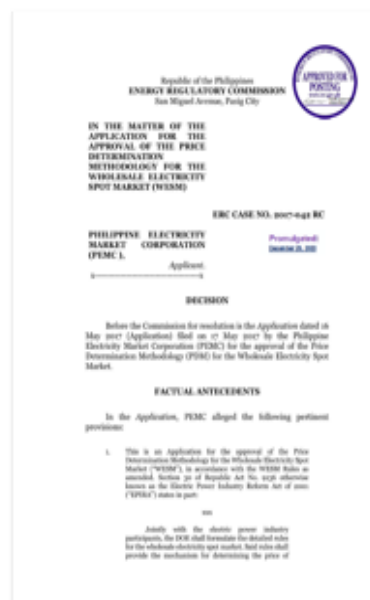 APPROVED FOR
POSTING
Republic of the Philippines
ENERGY REGULATORY COMMISSION
San Miguel Avenue, Pasig City
IN THE MATTER OF THE
APPLICATION FOR THE
APPROVAL OF THE PRICE
DETERMINATION
METHODOLOGY FOR THE
WHOLESALE ELECTRICITY
SPOT MARKET (WESM)
ERC CASE NO. 2017-042 RC
PHILIPPINE ELECTRICITY
MARKET CORPORATION
(PEMC ),
Promulgated:
Applicant.
x-------------------------------x
DECISION
Before the Commission for resolution is the Application dated 16
May 2017 (Application) filed on 17 May 2017 by the Philippine
Electricity Market Corporation (PEMC) for the approval of the Price
Determination Methodology (PDM) for the Wholesale Electricity Spot
Market.
FACTUAL ANTECEDENTS
In the Application, PEMC alleged the following pertinent
provisions:
1. This is an Application for the approval of the Price
Determination Methodology for the Wholesale Electricity Spot
Market ("WESM"), in accordance with the WESM Rules as
amended. Section 30 of Republic Act No. 9136 otherwise
known as the Electric Power Industry Reform Act of 2001
("EPIRA") states in part:
xxx
Jointly with the electric power industry
participants, the DOE shall formulate the detailed rules
for the wholesale electricity spot market. Said rules shall
provide the mechanism for determining the price of